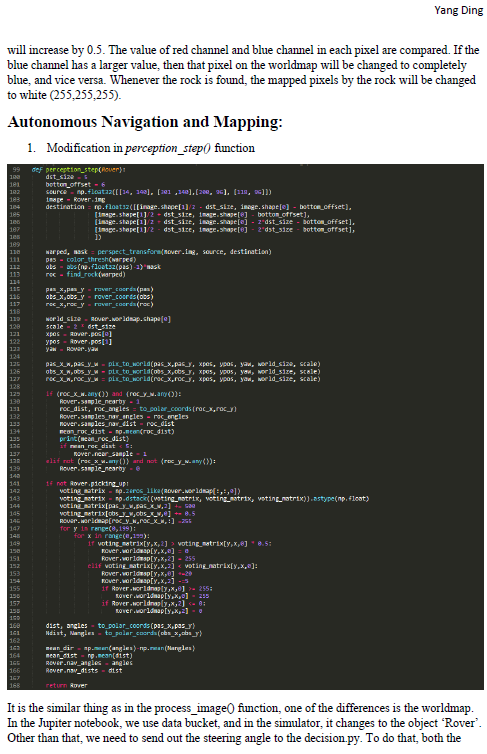 Yang Ding
will increase by 0.5. The value of red channel and blue channel in each pixel are compared. If the
blue channel has a larger value, then that pixel on the worldmap will be changed to completely
blue, and vice versa. Whenever the rock is found, the mapped pixels by the rock will be changed
to white (255,255,255).
Autonomous Navigation and Mapping:
1. Modification in perception_step() function
99 def perception_step(Rover):
100 dst_size = 5
101 bottom_offset = 6
102 source = np.float32([[14, 140], [301 ,140],[200, 96], [118, 96]])
103 image = Rover.img
104 destination = np.float32([[image.shape[1]/2 - dst_size, image.shape[0] - bottom_offset],
105 [image.shape[1]/2 + dst_size, image.shape[0] - bottom_offset],
106 [image.shape[1]/2 + dst_size, image.shape[0] - 2*dst_size - bottom_offset],
107 [image.shape[1]/2 - dst_size, image.shape[0] - 2*dst_size - bottom_offset],
108 ])
109
110 warped, mask = perspect_transform(Rover.img, source, destination)
111 pas = color_thresh(warped)
112 obs = abs(np.float32(pas)-1)*mask
113 roc = find_rock(warped)
114
115 pas_x,pas_y = rover_coords(pas)
116 obs_x,obs_y = rover_coords(obs)
117 roc_x,roc_y = rover_coords(roc)
118
119 world_size = Rover.worldmap.shape[0]
120 scale = 2 * dst_size
121 xpos = Rover.pos[0]
122 ypos = Rover.pos[1]
123 yaw = Rover.yaw
124
125 pas_x_w,pas_y_w = pix_to_world(pas_x,pas_y, xpos, ypos, yaw, world_size, scale)
126 obs_x_w,obs_y_w = pix_to_world(obs_x,obs_y, xpos, ypos, yaw, world_size, scale)
127 roc_x_w,roc_y_w = pix_to_world(roc_x,roc_y, xpos, ypos, yaw, world_size, scale)
128
129 if (roc_x_w.any()) and (roc_y_w.any()):
130 Rover.sample_nearby = 1
131 roc_dist, roc_angles = to_polar_coords(roc_x,roc_y)
132 Rover.samples_nav_angles = roc_angles
133 Rover.samples_nav_dist = roc_dist
134 mean_roc_dist = np.mean(roc_dist)
135 print(mean_roc_dist)
136 if mean_roc_dist < 5:
137 Rover.near_sample = 1
138 elif not (roc_x_w.any()) and not (roc_y_w.any()):
139 Rover.sample_nearby = 0
140
141 if not Rover.picking_up:
142 voting_matrix = np.zeros_like(Rover.worldmap[:,:,0])
143 voting_matrix = np.dstack((voting_matrix, voting_matrix, voting_matrix)).astype(np.float)
144 voting_matrix[pas_y_w,pas_x_w,2] += 500
145 voting_matrix[obs_y_w,obs_x_w,0] += 0.5
146 Rover.worldmap[roc_y_w,roc_x_w,:] =255
147 for y in range(0,199):
148 for x in range(0,199):
149 if voting_matrix[y,x,2] > voting_matrix[y,x,0] * 0.5:
150 Rover.worldmap[y,x,0] = 0
151 Rover.worldmap[y,x,2] = 255
152 elif voting_matrix[y,x,2] < voting_matrix[y,x,0]:
153 Rover.worldmap[y,x,0] +=20
154 Rover.worldmap[y,x,2] -=5
155 if Rover.worldmap[y,x,0] >= 255:
156 Rover.worldmap[y,x,0] = 255
157 if Rover.worldmap[y,x,2] <= 0:
158 Rover.worldmap[y,x,2] = 0
159
160 dist, angles = to_polar_coords(pas_x,pas_y)
161 Ndist, Nangles = to_polar_coords(obs_x,obs_y)
162
163 mean_dir = np.mean(angles)-np.mean(Nangles)
164 mean_dist = np.mean(dist)
165 Rover.nav_angles = angles
166 Rover.nav_dists = dist
167
168 return Rover
It is the similar thing as in the process_image() function, one of the differences is the worldmap.
In the Jupiter notebook, we use data bucket, and in the simulator, it changes to the object ‘Rover’.
Other than that, we need to send out the steering angle to the decision.py. To do that, both the